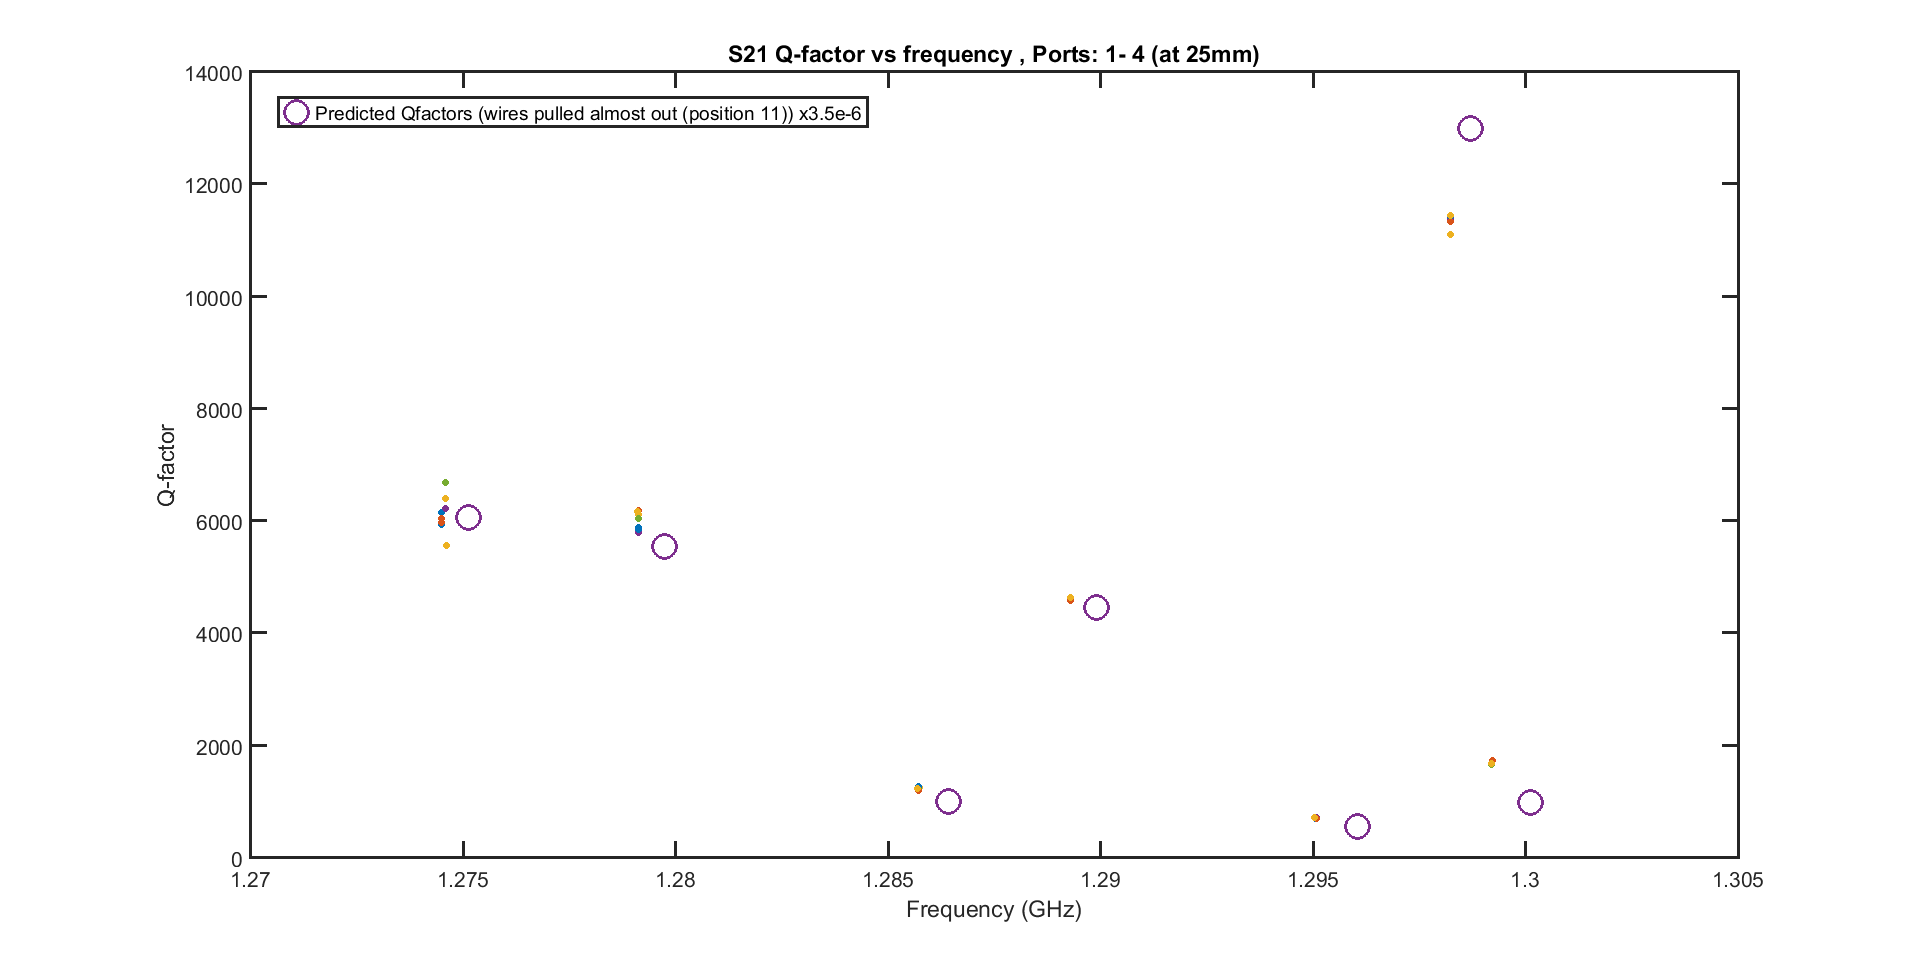 S21 Q-factor vs frequency , Ports: 1- 4 (at 25mm)
Predicted Qfactors (wires pulled almost out (position 11)) x3.5e-6
14000
12000
10000
8000
6000
4000
2000
0
Q-factor
1.27 1.275 1.28 1.285 1.29 1.295 1.3 1.305
Frequency (GHz)